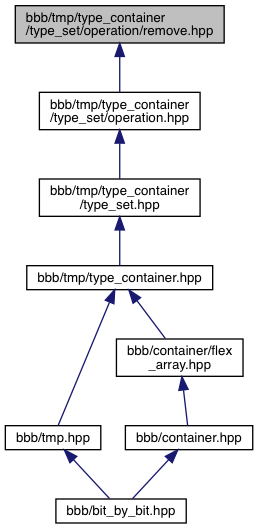 bbb/tmp/type_container
/type_set/operation/remove.hpp
bbb/tmp/type_container
/type_set/operation.hpp
bbb/tmp/type_container
/type_set.hpp
bbb/tmp/type_container.hpp
bbb/container/flex
_array.hpp
bbb/tmp.hpp
bbb/container.hpp
bbb/bit_by_bit.hpp